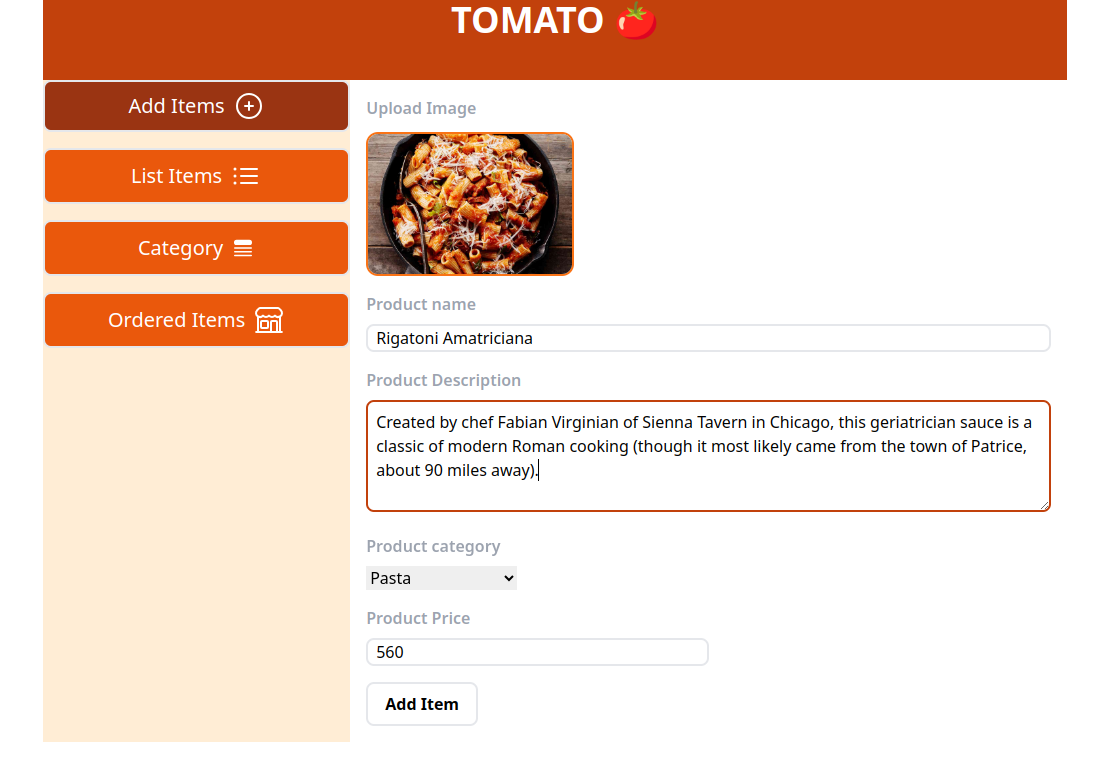 TOMATO 🍅
Add Items
List Items
Category
Ordered Items
Upload Image
Product name
Rigatoni Amatriciana
Product Description
Created by chef Fabian Virginian of Sienna Tavern in Chicago, this geriatrician sauce is a
classic of modern Roman cooking (though it most likely came from the town of Patrice,
about 90 miles away).
Product category
Pasta
Product Price
560
Add Item